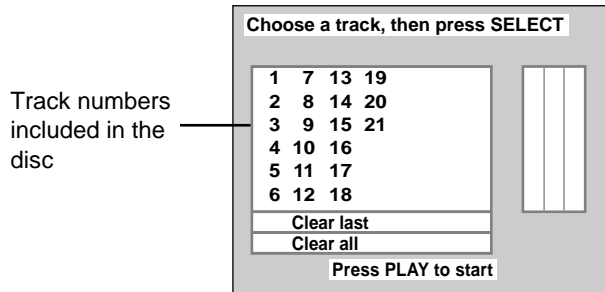 Choose a track, then press SELECT
Track numbers
included in the
disc
1 7 13 19
2 8 14 20
3 9 15 21
4 10 16
5 11 17
6 12 18
Clear last
Clear all
Press PLAY to start